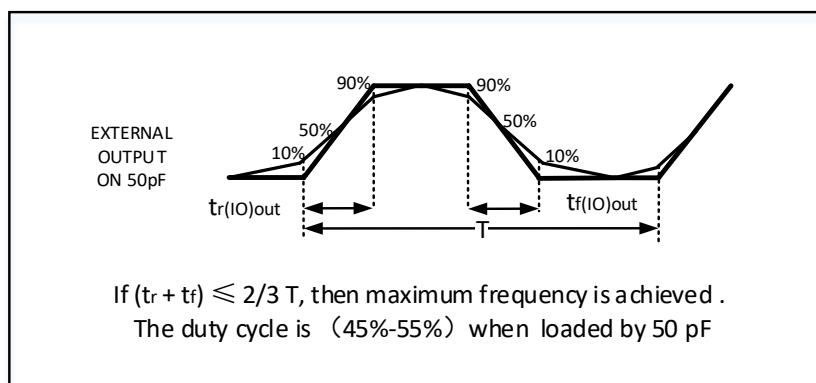 90%
90%
50%
50%
10%
10%
EXTERNAL
OUTPUT
ON 50pF
tr(IO)out
tf(IO)out
T
If (tr + tf) ≤ 2/3 T, then maximum frequency is achieved .
The duty cycle is （45%-55%）when loaded by 50 pF